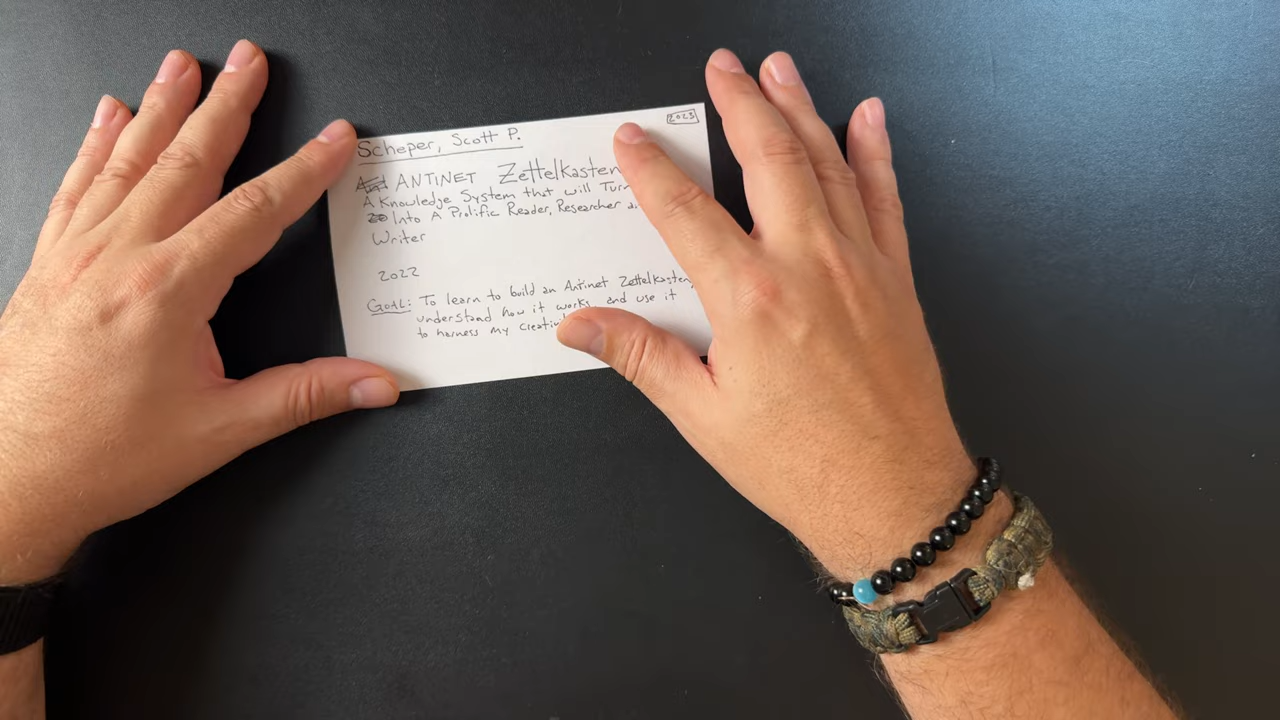 2023
Scheper, Scott P.
ANTINET Zettelkasten
A Knowledge System that will Turn
Into A Prolific Reader, Researcher
Writer
2022
GOAL: To learn to build an Antinet Zettelkasten,
understand how it works and use it
to harness my